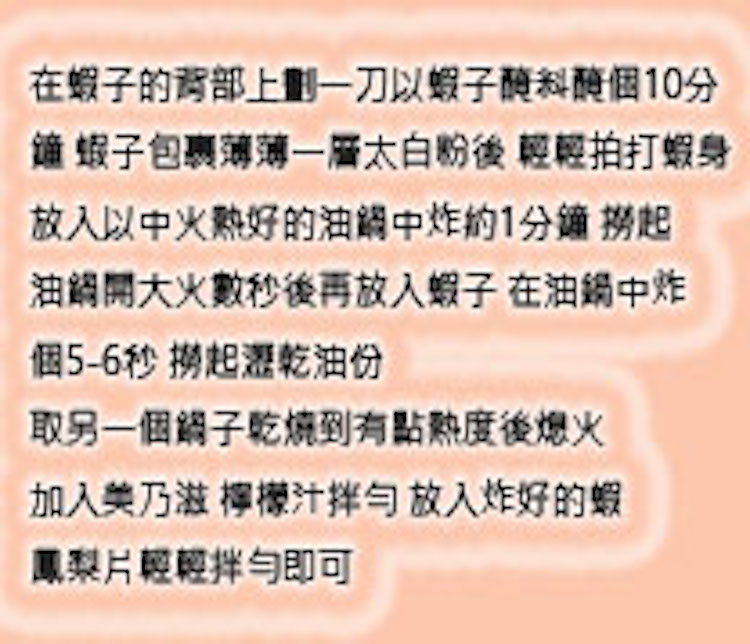 在蝦子的背部上劃一刀以蝦子醃料醃個10分
鐘 蝦子包裹薄薄一層太白粉後 輕輕拍打蝦身
放入以中火熱好的油鍋中炸約1分鐘 撈起
油鍋開大火數秒後再放入蝦子 在油鍋中炸
個5-6秒 撈起瀝乾油份
取另一個鍋子乾燒到有點熱度後熄火
加入美乃滋 檸檬汁拌勻 放入炸好的蝦
鳳梨片輕輕拌勻即可